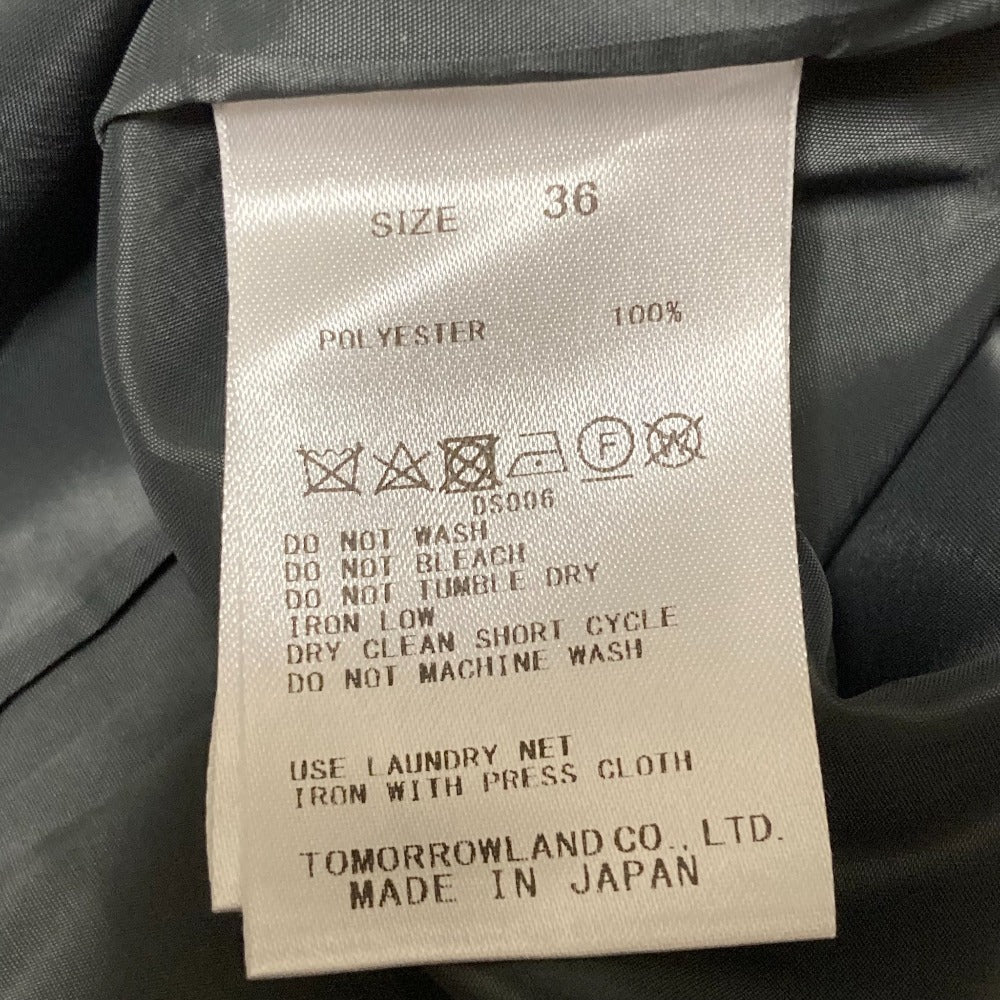 SIZE 36
POLYESTER 100%
F
W
DS006
DO NOT WASH
DO NOT BLEACH
DO NOT TUMBLE DRY
IRON LOW
DRY CLEAN SHORT CYCLE
DO NOT MACHINE WASH
USE LAUNDRY NET
IRON WITH PRESS CLOTH
TOMORROWLAND CO., LTD.
MADE IN JAPAN